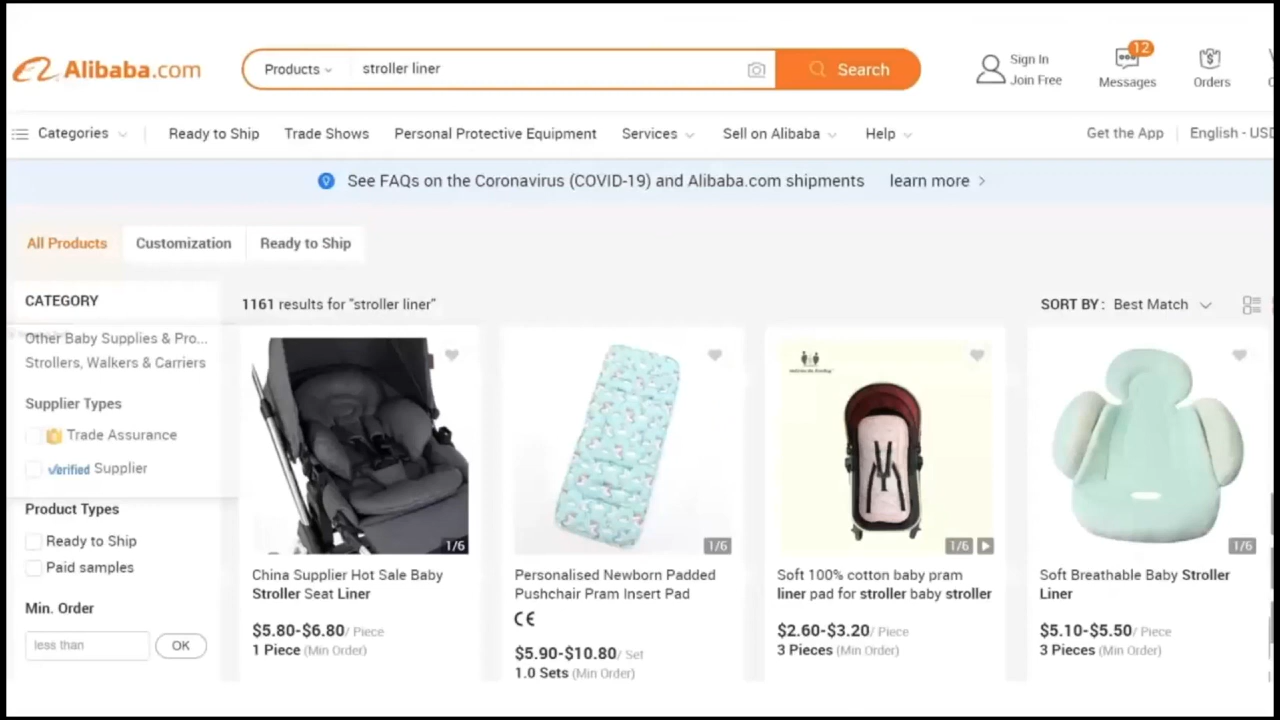 Alibaba.com
Products
stroller liner
Search
Sign In
Join Free
12
Messages
Orders
Categories
Ready to Ship
Trade Shows
Personal Protective Equipment
Services
Sell on Alibaba
Help
Get the App
English - USD
See FAQs on the Coronavirus (COVID-19) and Alibaba.com shipments
learn more
All Products
Customization
Ready to Ship
CATEGORY
Other Baby Supplies & Pro...
Strollers, Walkers & Carriers
Supplier Types
Trade Assurance
Verified Supplier
Product Types
Ready to Ship
Paid samples
Min. Order
less than
OK
1161 results for "stroller liner"
SORT BY : Best Match
1/6
China Supplier Hot Sale Baby
Stroller Seat Liner
$5.80-$6.80/ Piece
1 Piece (Min Order)
1/6
Personalised Newborn Padded
Pushchair Pram Insert Pad
CE
$5.90-$10.80/ Set
1.0 Sets (Min Order)
1/6
Soft 100% cotton baby pram
liner pad for stroller baby stroller
$2.60-$3.20/ Piece
3 Pieces (Min Order)
1/6
Soft Breathable Baby Stroller
Liner
$5.10-$5.50/ Piece
3 Pieces (Min Order)